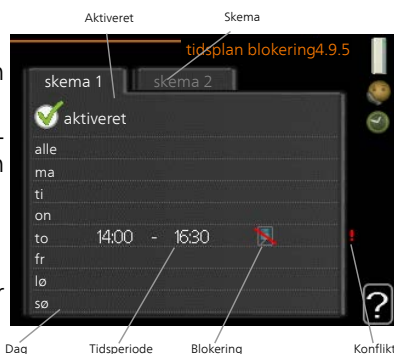 Aktiveret Skema
tidsplan blokering4.9.5
skema 1 skema 2
aktiveret
alle
ma
ti
on
to 14:00 - 16:30 !
fr
lø
sø
?
Dag Tidsperiode Blokering Konflikt